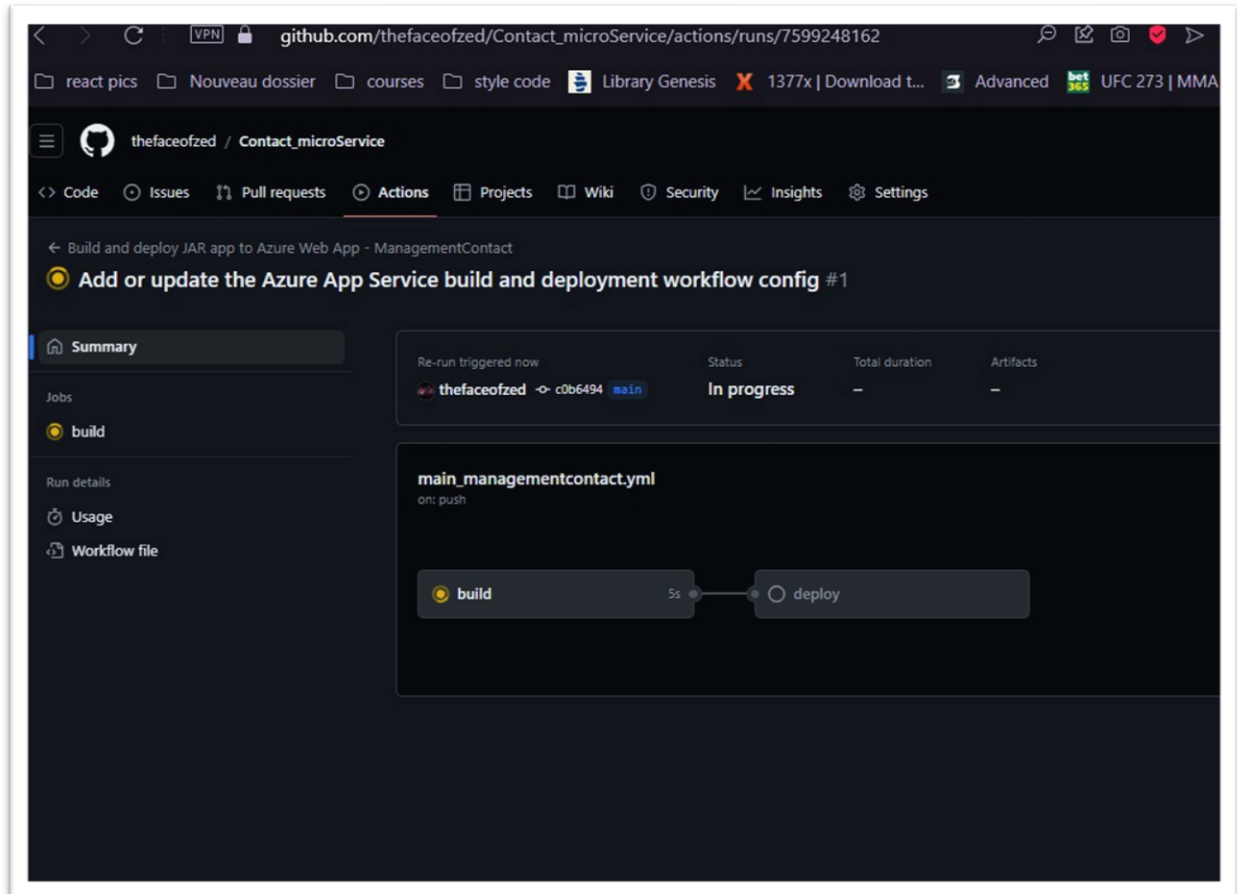 VPN github.com/thefaceofzed/Contact_microService/actions/runs/7599248162
react pics Nouveau dossier courses style code Library Genesis X 1377x | Download t... Advanced bet365 UFC 273 | MMA
thefaceofzed / Contact_microService
Code Issues Pull requests Actions Projects Wiki Security Insights Settings
← Build and deploy JAR app to Azure Web App - ManagementContact
Add or update the Azure App Service build and deployment workflow config #1
Summary
Re-run triggered now Status Total duration Artifacts
thefaceofzed c0b6494 main In progress – –
Jobs
build
main_managementcontact.yml
Run details
on: push
Usage
Workflow file
build 5s deploy